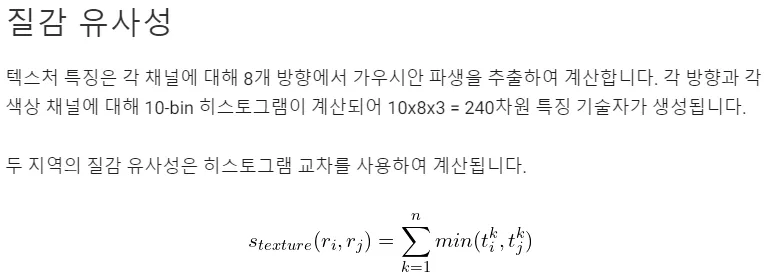 질감 유사성
텍스처 특징은 각 채널에 대해 8개 방향에서 가우시안 파생을 추출하여 계산합니다. 각 방향과 각
색상 채널에 대해 10-bin 히스토그램이 계산되어 10x8x3 = 240차원 특징 기술자가 생성됩니다.
두 지역의 질감 유사성은 히스토그램 교차를 사용하여 계산됩니다.
$s_{texture}(r_i, r_j) = \sum_{k=1}^{n} min(t_i^k, t_j^k)$